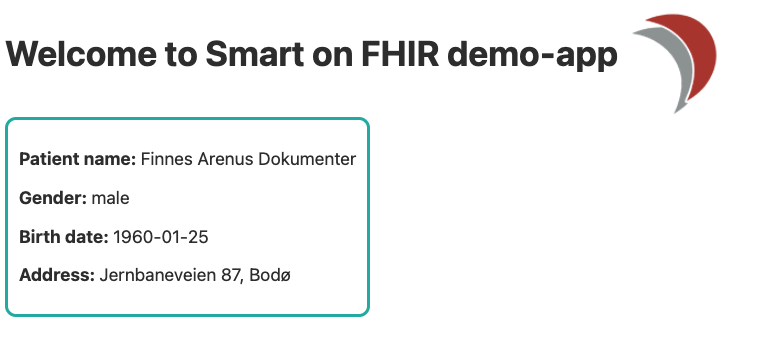 Welcome to Smart on FHIR demo-app
Patient name: Finnes Arenus Dokumenter
Gender: male
Birth date: 1960-01-25
Address: Jernbaneveien 87, Bodø